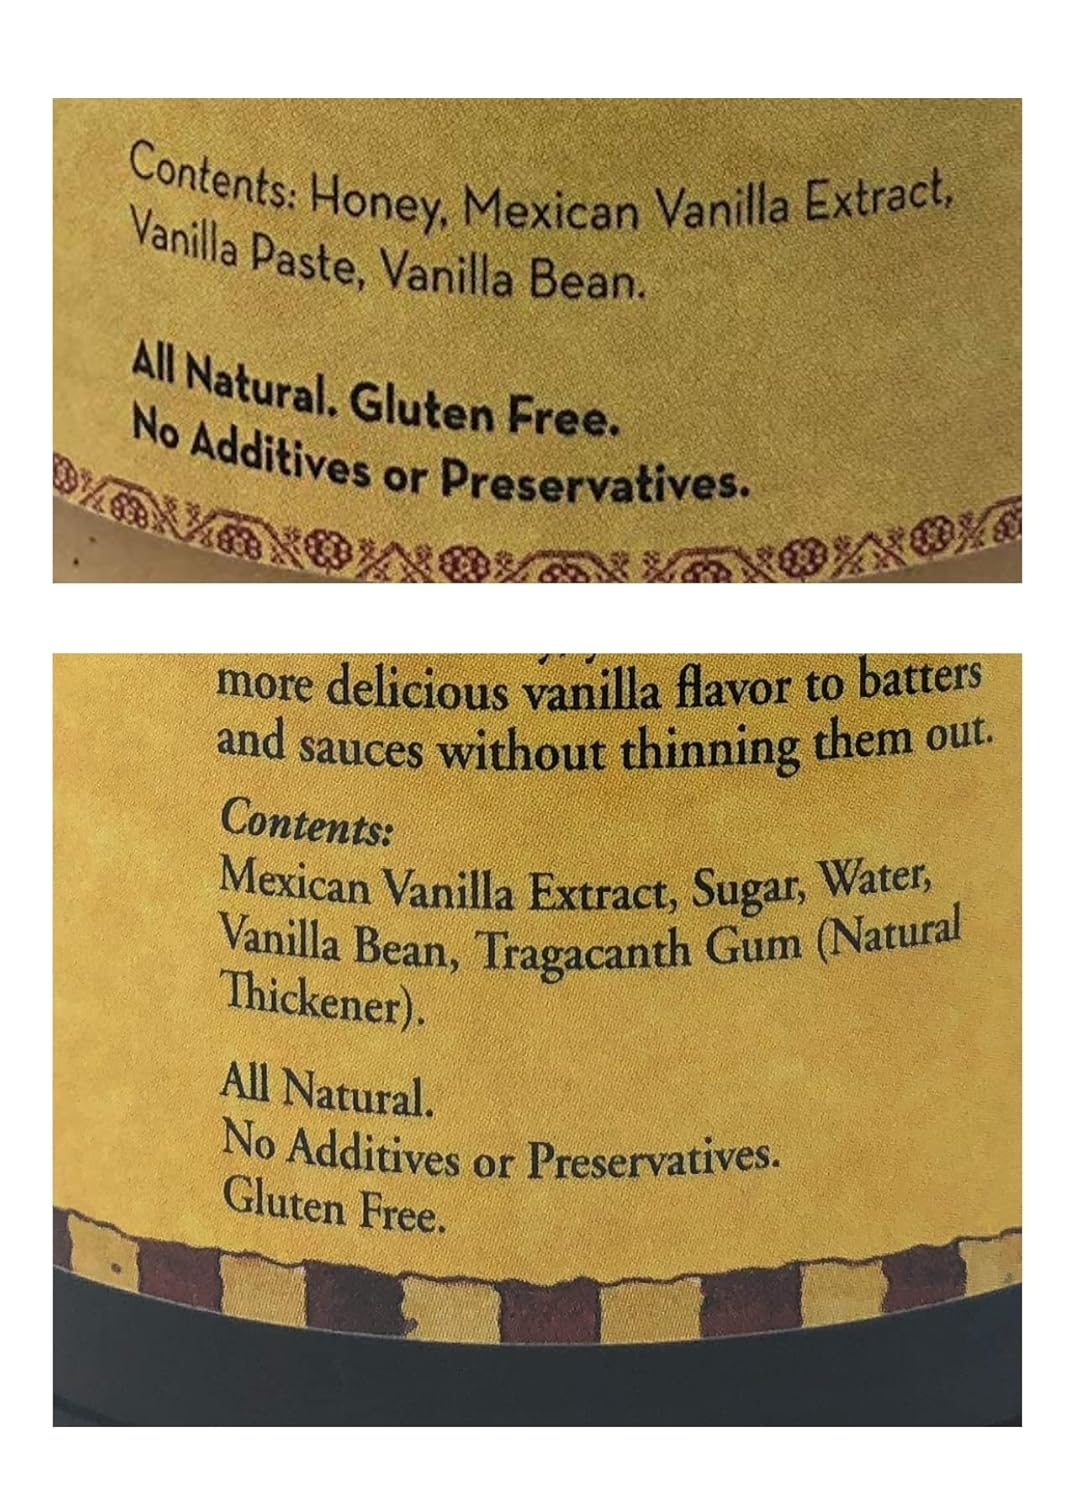 Contents: Honey, Mexican Vanilla Extract,
Vanilla Paste, Vanilla Bean.
All Natural. Gluten Free.
No Additives or Preservatives.
more delicious vanilla flavor to batters
and sauces without thinning them out.
Contents:
Mexican Vanilla Extract, Sugar, Water,
Vanilla Bean, Tragacanth Gum (Natural
Thickener).
All Natural.
No Additives or Preservatives.
Gluten Free.